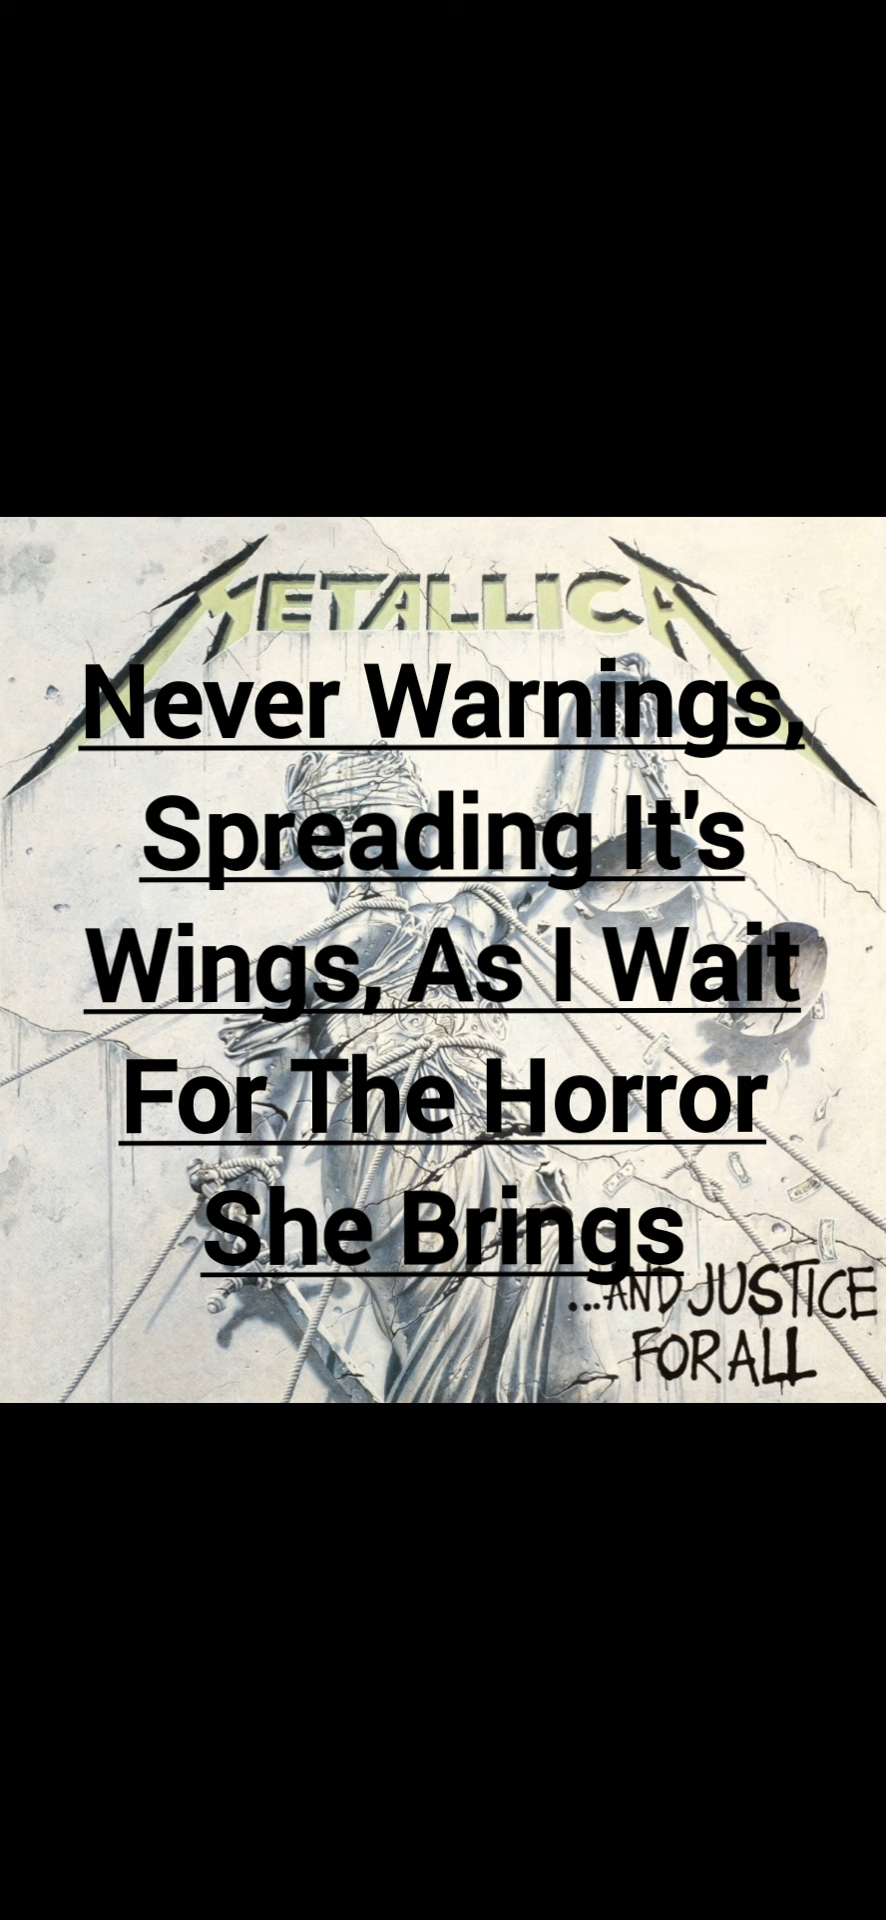 METALLICA
Never Warnings,
Spreading It's
Wings, As I Wait
For The Horror
She Brings
...AND JUSTICE
FOR ALL